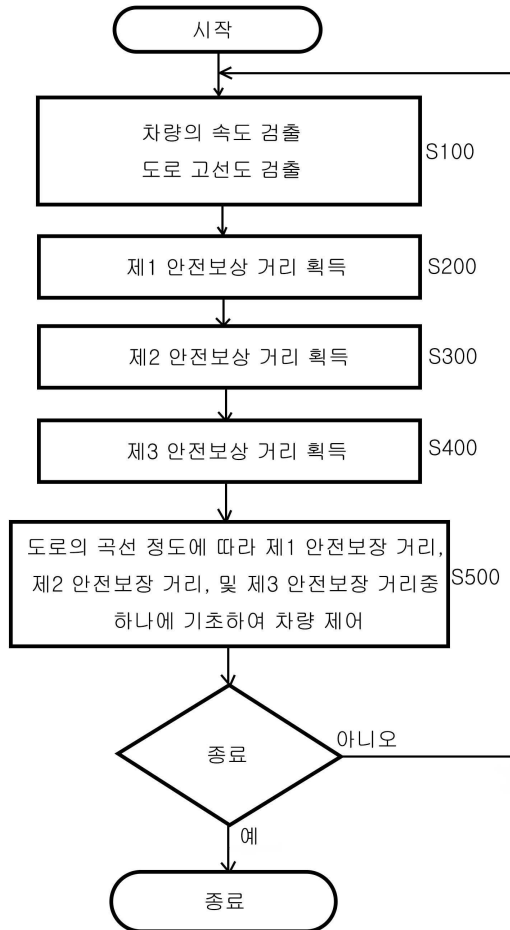 시작
차량의 속도 검출
도로 고선도 검출
S100
제1 안전보상 거리 획득
S200
제2 안전보상 거리 획득
S300
제3 안전보상 거리 획득
S400
도로의 곡선 정도에 따라 제1 안전보장 거리,
제2 안전보장 거리, 및 제3 안전보장 거리중
하나에 기초하여 차량 제어
S500
종료
아니오
예
종료